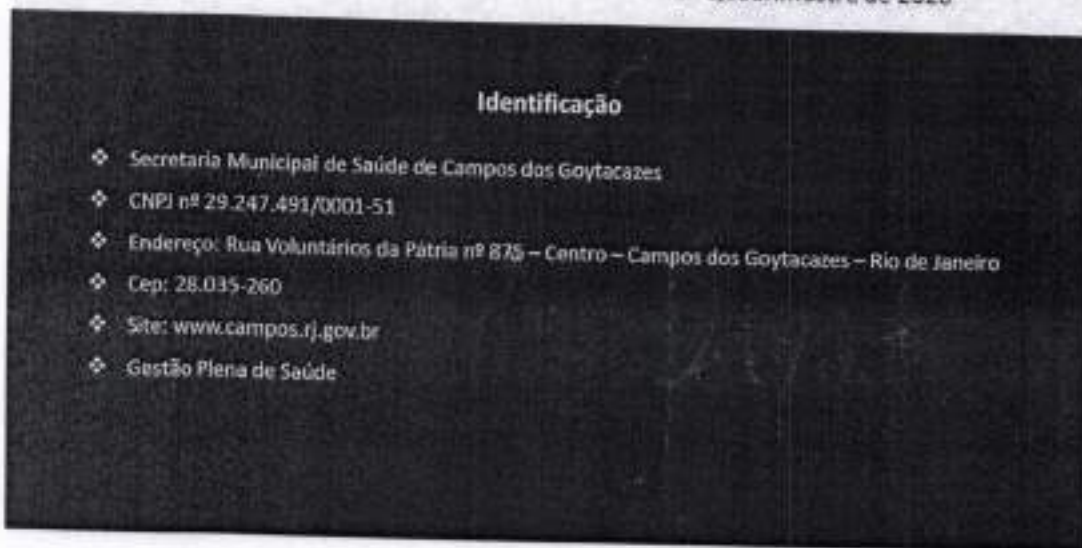 de 2020
Identificação
❖ Secretaria Municipal de Saúde de Campos dos Goytacazes
❖ CNPJ nº 29.247.491/0001-51
❖ Endereço: Rua Voluntários da Pátria nº 875 – Centro – Campos dos Goytacazes – Rio de Janeiro
❖ Cep: 28.035-260
❖ Site: www.campos.rj.gov.br
❖ Gestão Plena de Saúde